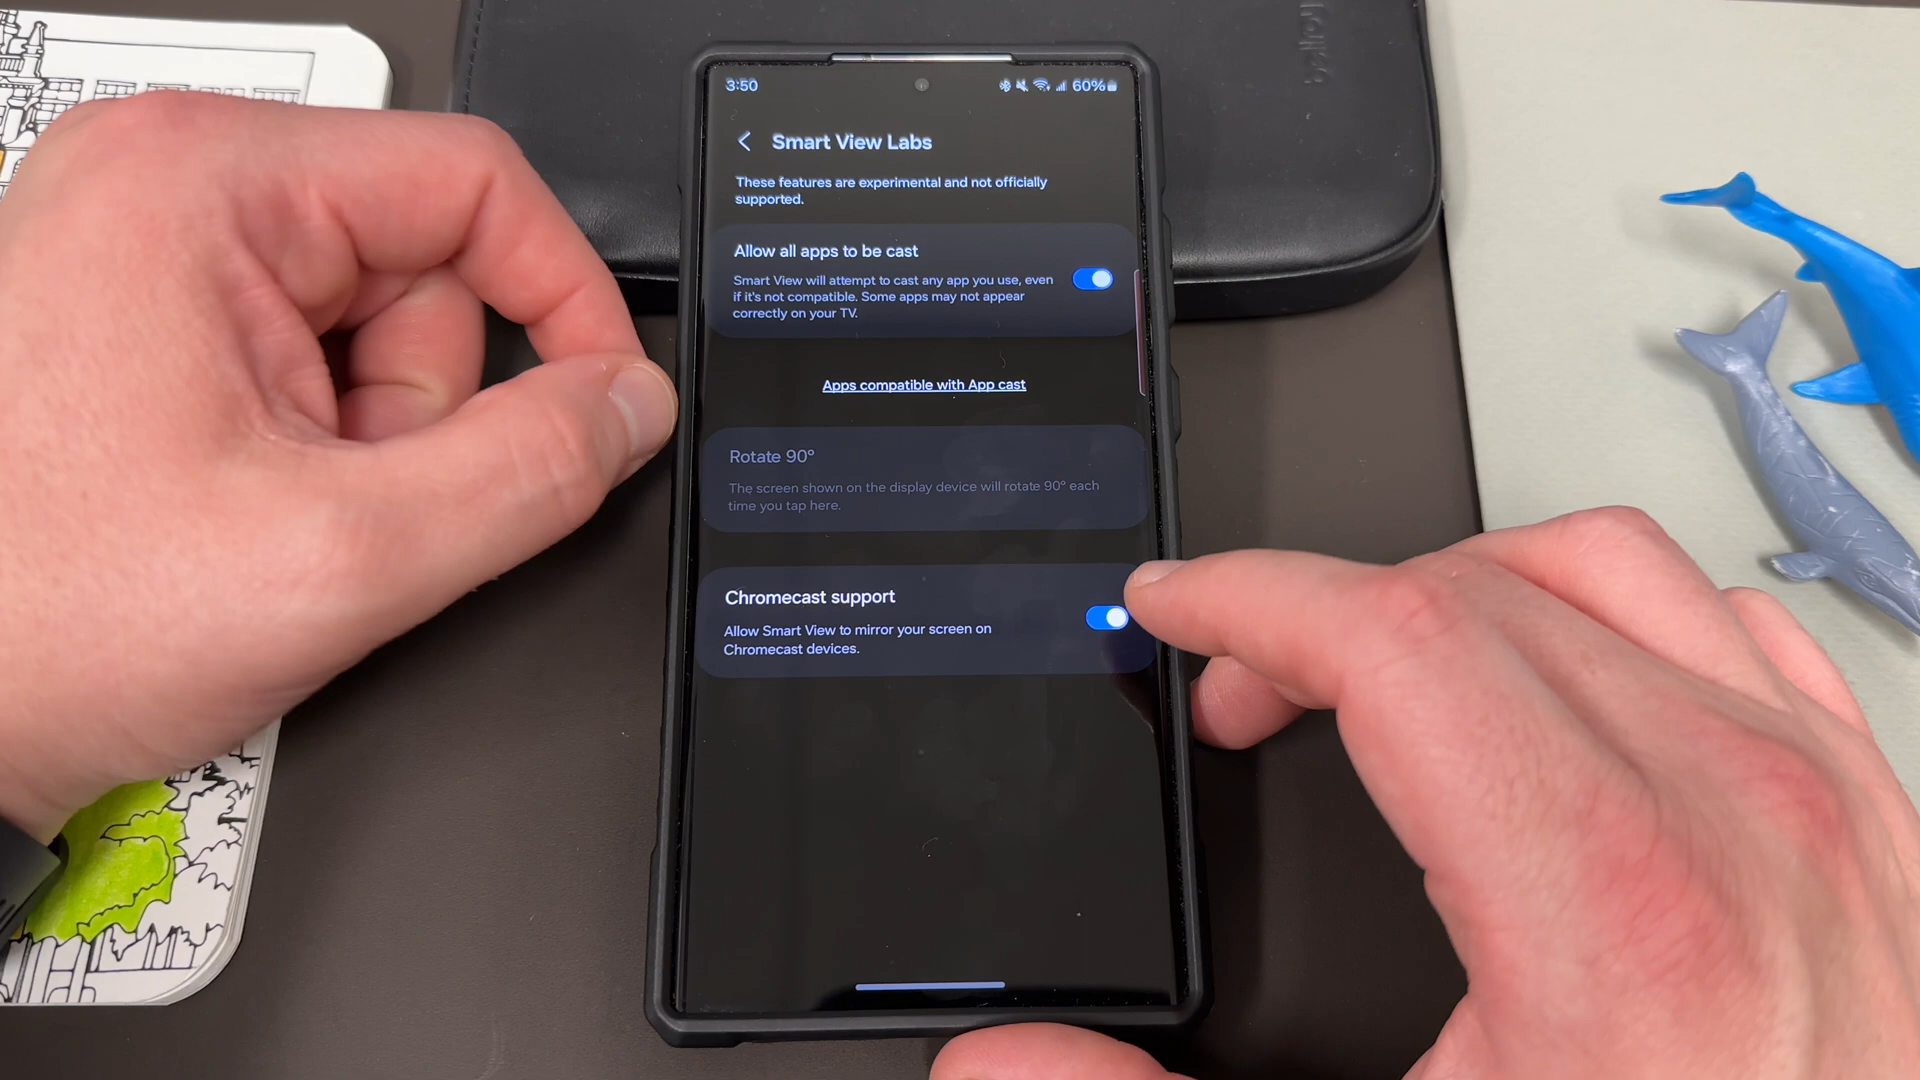 bellroy
3:50 60%
Smart View Labs
These features are experimental and not officially
supported.
Allow all apps to be cast
Smart View will attempt to cast any app you use, even
if it's not compatible. Some apps may not appear
correctly on your TV.
Apps compatible with App cast
Rotate 90°
The screen shown on the display device will rotate 90° each
time you tap here.
Chromecast support
Allow Smart View to mirror your screen on
Chromecast devices.